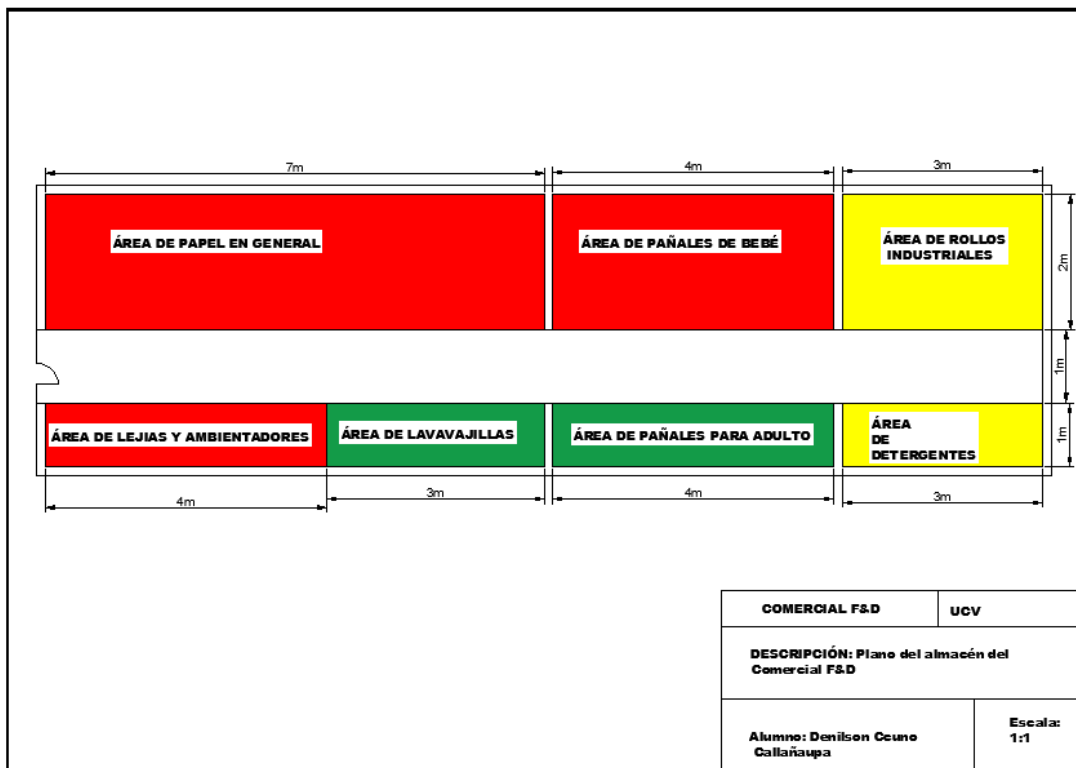 7m
4m
3m
ÁREA DE PAPEL EN GENERAL
ÁREA DE PAÑALES DE BEBÉ
ÁREA DE ROLLOS
INDUSTRIALES
2m
1m
ÁREA DE LEJIAS Y AMBIENTADORES
ÁREA DE LAVAVAJILLAS
ÁREA DE PAÑALES PARA ADULTO
ÁREA
DE
DETERGENTES
1m
4m
3m
4m
3m
COMERCIAL F&D
UCV
DESCRIPCIÓN: Plano del almacén del
Comercial F&D
Alumno: Denilson Ccuno
Callañaupa
Escala:
1:1